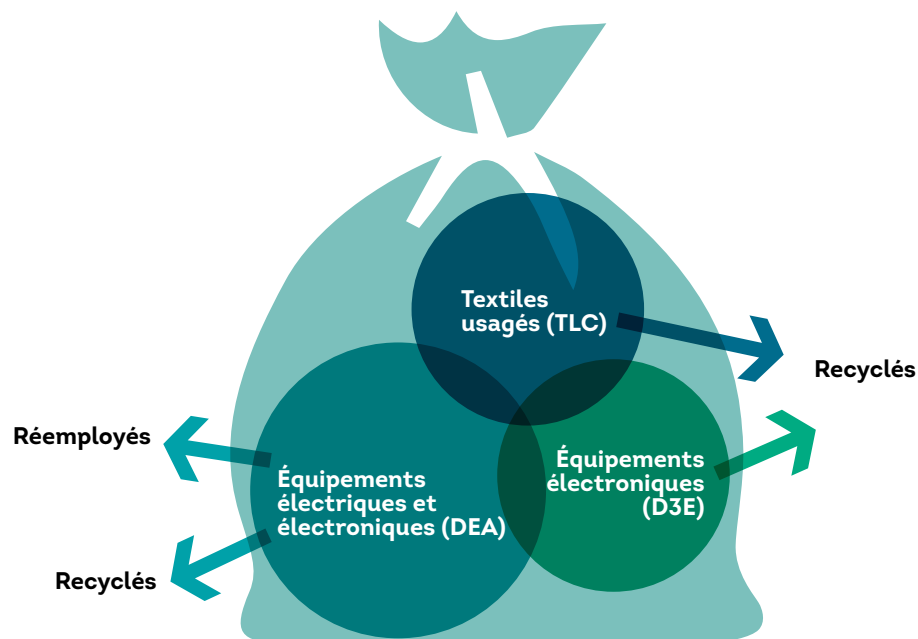 Textiles
usagés (TLC)
Recyclés
Réemployés
Équipements
électriques et
électroniques (DEA)
Équipements
électroniques
(D3E)
Recyclés